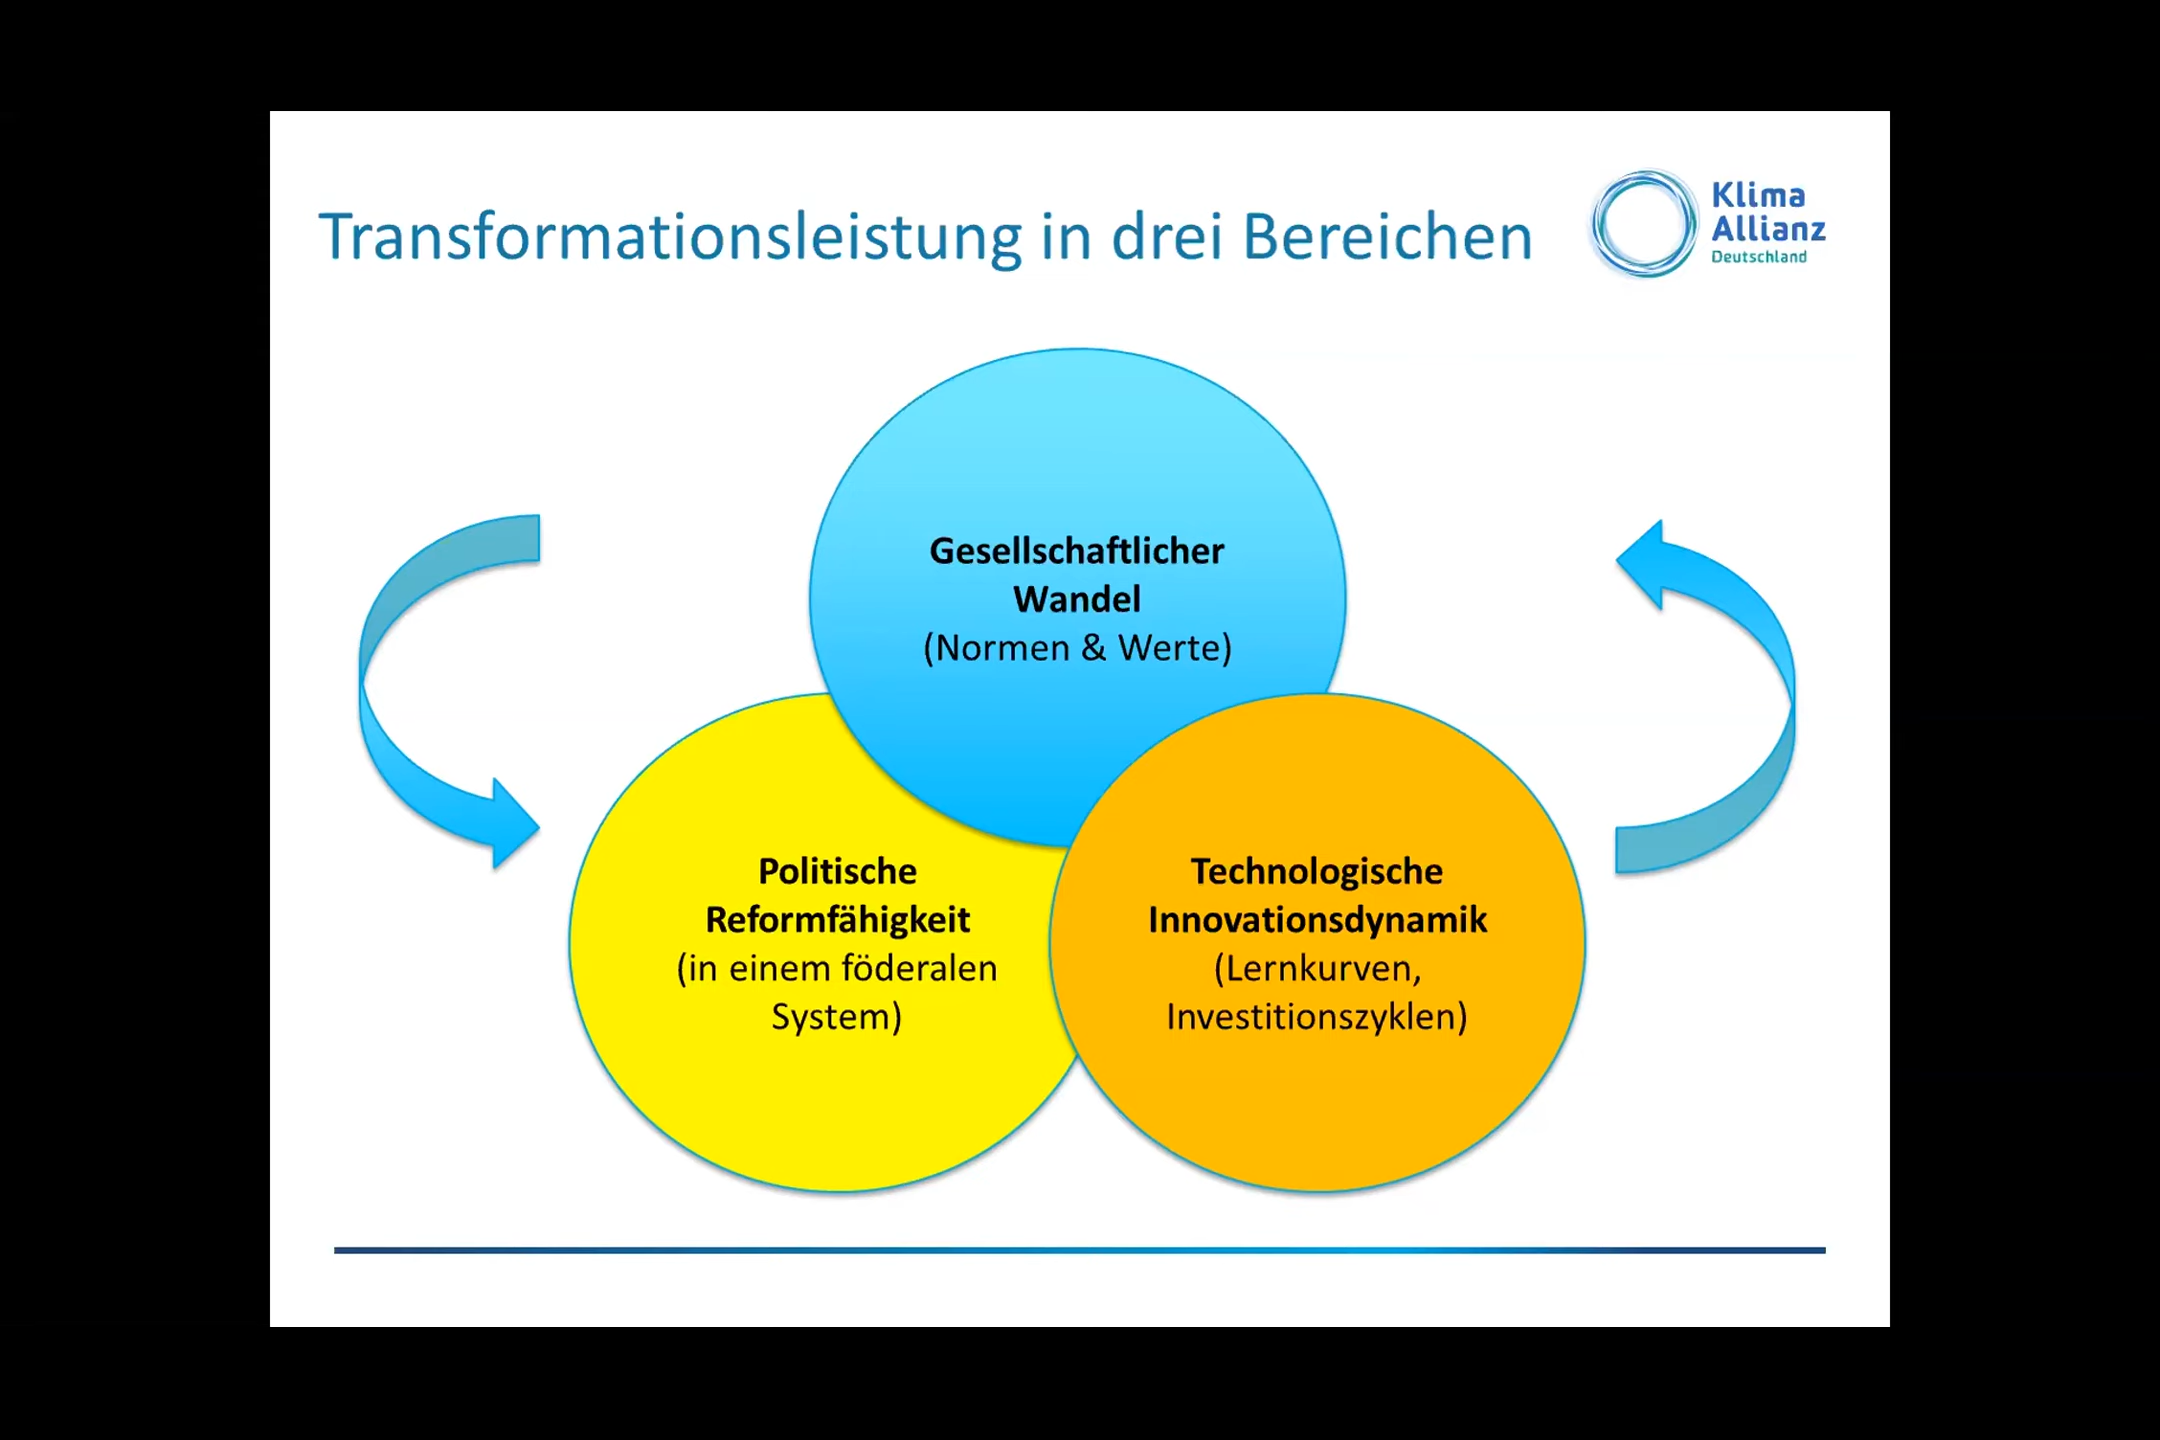 Transformationsleistung in drei Bereichen
Klima
Allianz
Deutschland
Gesellschaftlicher
Wandel
(Normen & Werte)
Politische
Reformfähigkeit
(in einem föderalen
System)
Technologische
Innovationsdynamik
(Lernkurven,
Investitionszyklen)